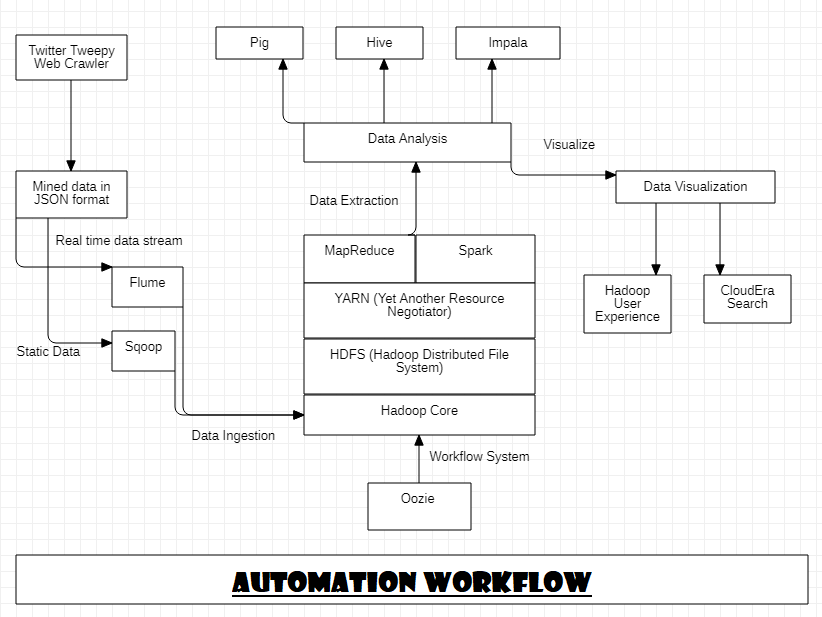 Twitter Tweepy
Web Crawler
Pig
Hive
Impala
Data Analysis
Visualize
Mined data in
JSON format
Data Extraction
Data Visualization
Real time data stream
MapReduce
Spark
Flume
YARN (Yet Another Resource
Negotiator)
Hadoop
User
Experience
CloudEra
Search
Static Data
Sqoop
HDFS (Hadoop Distributed File
System)
Hadoop Core
Data Ingestion
Workflow System
Oozie
AUTOMATION WORKFLOW